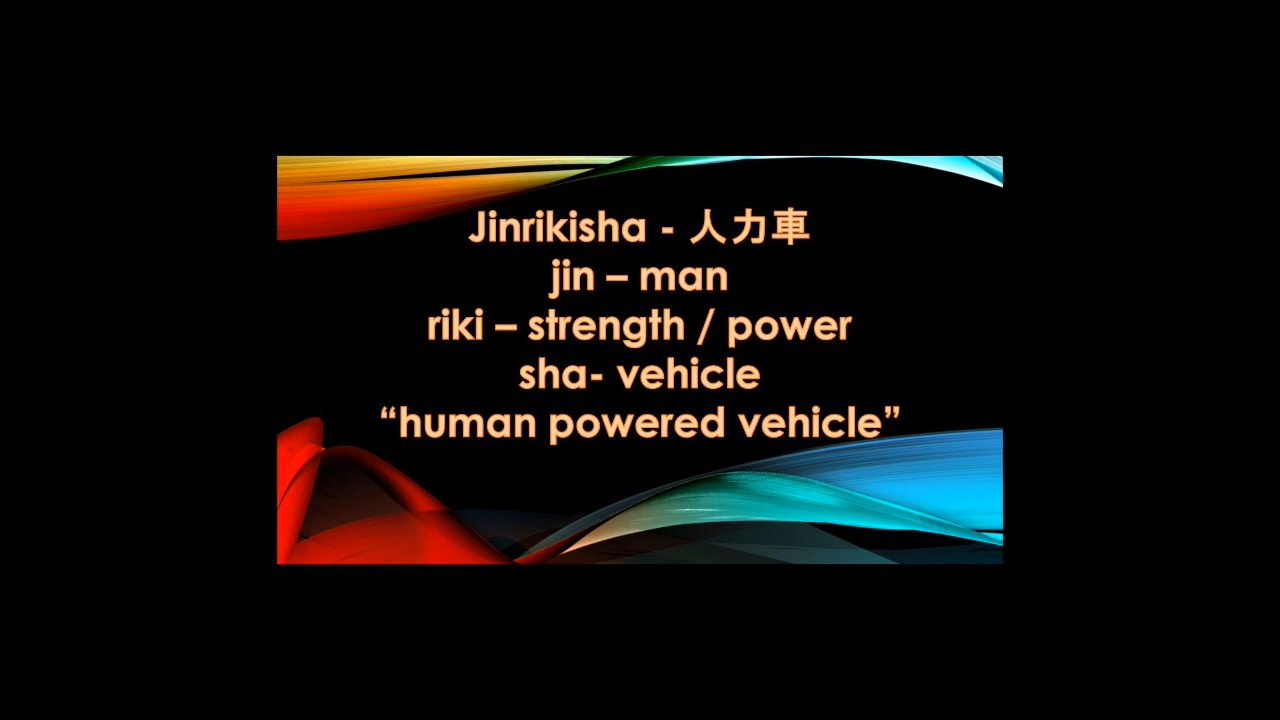 Jinrikisha - 人力車
jin – man
riki – strength / power
sha- vehicle
“human powered vehicle”